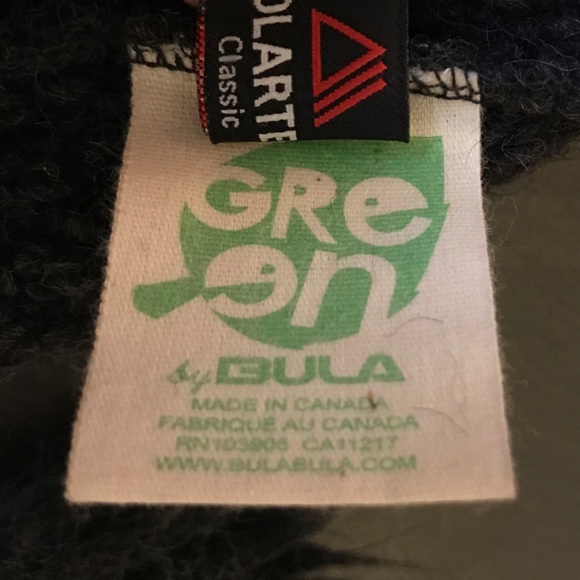 OLARTE
Classic
GRe
en
by BULA
MADE IN CANADA
FABRIQUÉ AU CANADA
RN103906 CA11217
WWW.BULABULA.COM